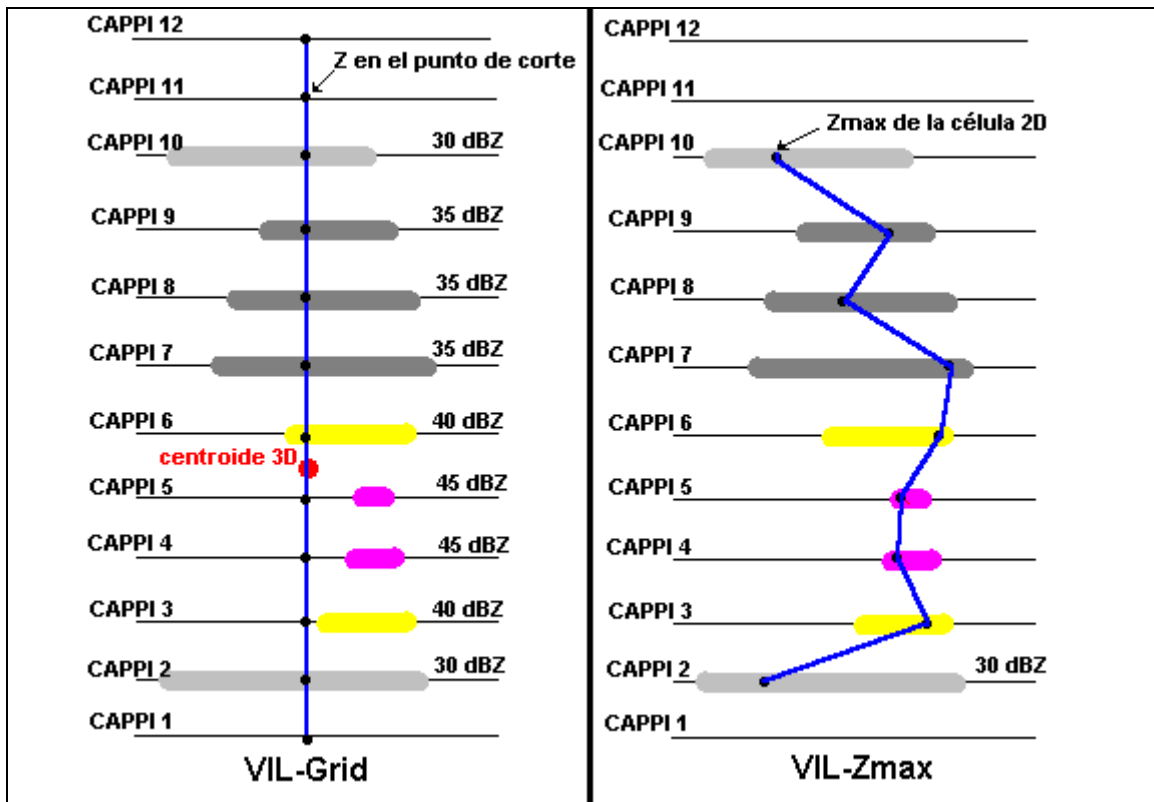 CAPPI 12
Z en el punto de corte
CAPPI 11
CAPPI 10
30 dBZ
CAPPI 9
35 dBZ
CAPPI 8
35 dBZ
CAPPI 7
35 dBZ
CAPPI 6
40 dBZ
centroide 3D
CAPPI 5
45 dBZ
CAPPI 4
45 dBZ
CAPPI 3
40 dBZ
CAPPI 2
30 dBZ
CAPPI 1
VIL-Grid
CAPPI 12
CAPPI 11
Zmax de la célula 2D
CAPPI 10
CAPPI 9
CAPPI 8
CAPPI 7
CAPPI 6
CAPPI 5
CAPPI 4
CAPPI 3
CAPPI 2
30 dBZ
CAPPI 1
VIL-Zmax